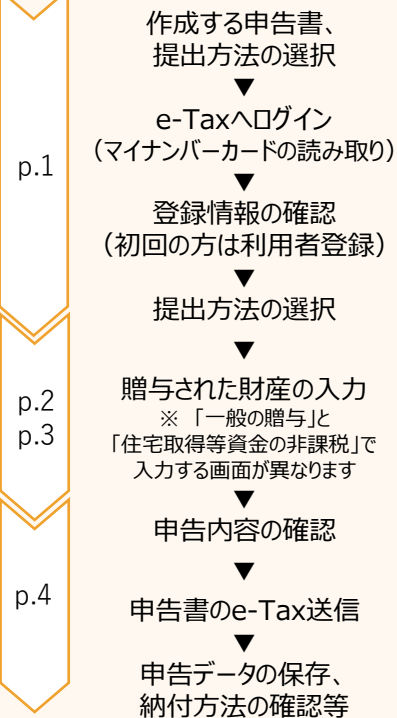 作成する申告書、
提出方法の選択
▼
e-Taxへログイン
（マイナンバーカードの読み取り）
▼
p.1
登録情報の確認
（初回の方は利用者登録）
▼
提出方法の選択
▼
p.2
p.3
贈与された財産の入力
※ 「一般の贈与」と
「住宅取得等資金の非課税」で
入力する画面が異なります
▼
申告内容の確認
▼
p.4
申告書のe-Tax送信
▼
申告データの保存、
納付方法の確認等